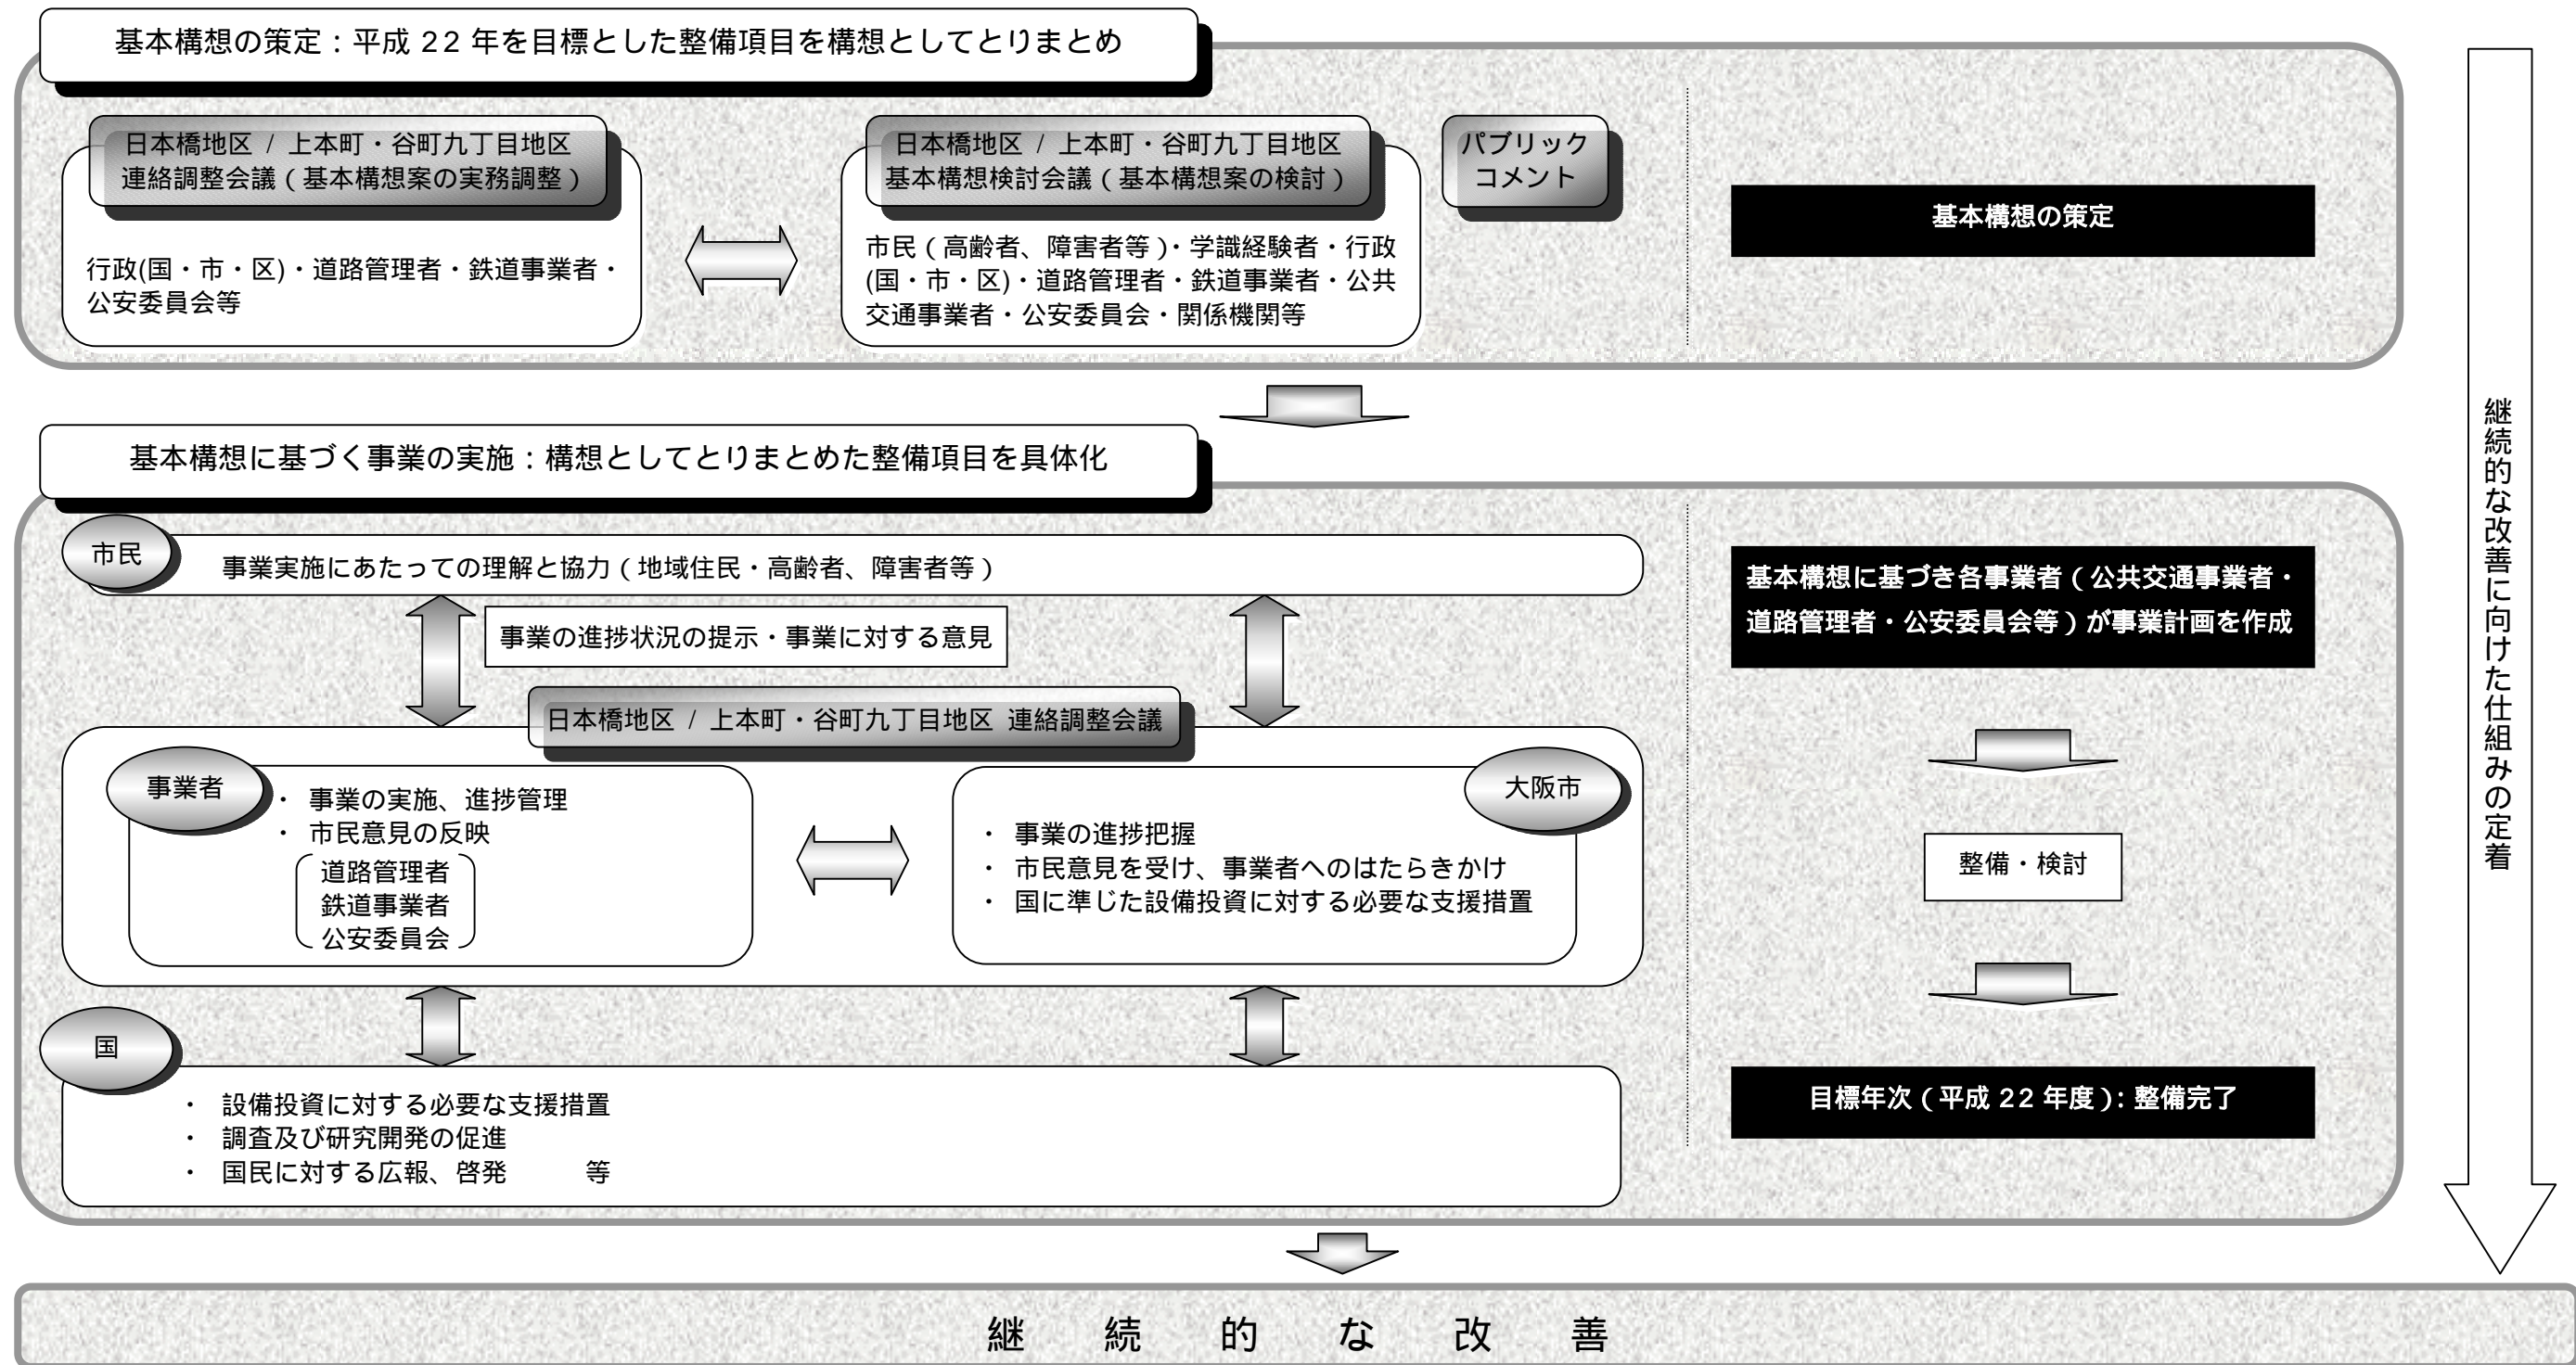 基本構想の策定：平成 22 年を目標とした整備項目を構想としてとりまとめ
日本橋地区 / 上本町・谷町九丁目地区
連絡調整会議（基本構想案の実務調整）
行政(国・市・区)・道路管理者・鉄道事業者・
公安委員会等
日本橋地区 / 上本町・谷町九丁目地区
基本構想検討会議（基本構想案の検討）
市民（高齢者、障害者等）・学識経験者・行政
(国・市・区)・道路管理者・鉄道事業者・公共
交通事業者・公安委員会・関係機関等
パブリック
コメント
基本構想の策定
基本構想に基づく事業の実施：構想としてとりまとめた整備項目を具体化
市民
事業実施にあたっての理解と協力（地域住民・高齢者、障害者等）
事業の進捗状況の提示・事業に対する意見
日本橋地区 / 上本町・谷町九丁目地区 連絡調整会議
事業者
・ 事業の実施、進捗管理
・ 市民意見の反映
道路管理者
鉄道事業者
公安委員会
大阪市
・ 事業の進捗把握
・ 市民意見を受け、事業者へのはたらきかけ
・ 国に準じた設備投資に対する必要な支援措置
国
・ 設備投資に対する必要な支援措置
・ 調査及び研究開発の促進
・ 国民に対する広報、啓発 等
基本構想に基づき各事業者（公共交通事業者・
道路管理者・公安委員会等）が事業計画を作成
整備・検討
目標年次（平成 22 年度）：整備完了
継続的な改善に向けた仕組みの定着
継続的な改善